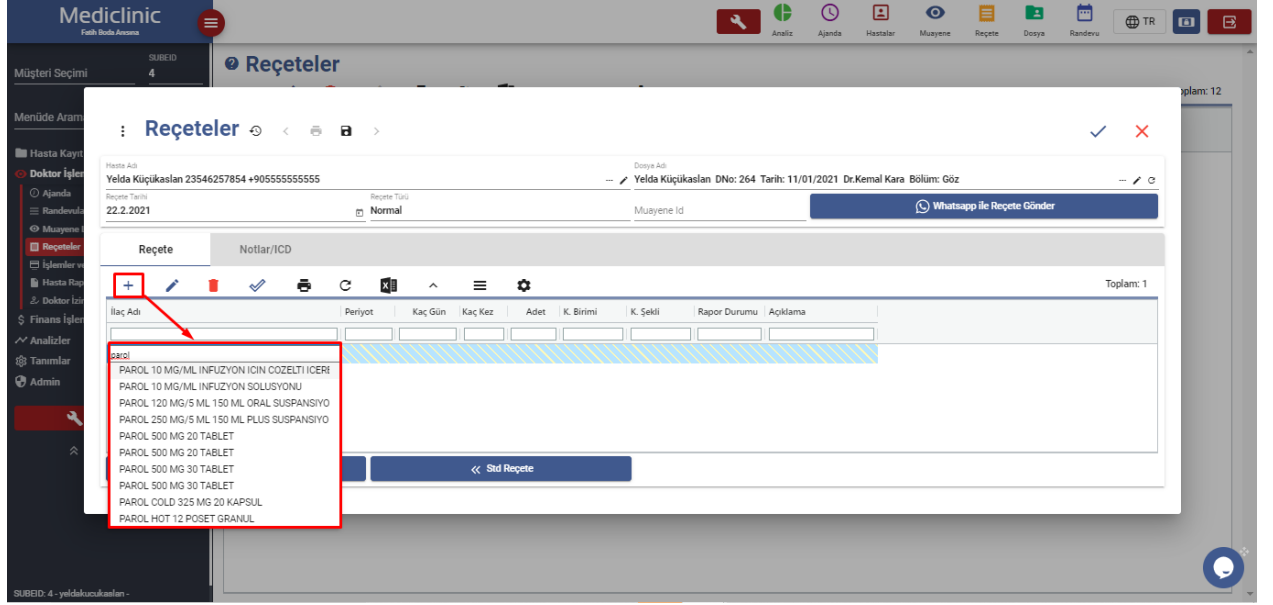 Mediclinic
Fatih Boda Anısına
Analiz
Ajanda
Hastalar
Muayene
Reçete
Dosya
Randevu
TR
Müşteri Seçimi
SUBEID
4
Reçeteler
Toplam: 12
Menüde Aram
Hasta Kayıt
Doktor İşler
Ajanda
Randevula
Muayene İ
Reçeteler
İşlemler ve
Hasta Rap
Doktor İzin
Finans İşlen
Analizler
Tanımlar
Admin
SUBEID: 4 - yeldakucukaslan -
Reçeteler
Hasta Adı
Yelda Küçükaslan 23546257854 +905555555555
Dosya Adı
Yelda Küçükaslan DNo: 264 Tarih: 11/01/2021 Dr.Kemal Kara Bölüm: Göz
Reçete Tarihi
22.2.2021
Reçete Türü
Normal
Muayene Id
Whatsapp ile Reçete Gönder
Reçete
Notlar/ICD
Toplam: 1
İlaç Adı Periyot Kaç Gün Kaç Kez Adet K. Birimi K. Şekli Rapor Durumu Açıklama
parol
PAROL 10 MG/ML INFUZYON ICIN COZELTI ICERE
PAROL 10 MG/ML INFUZYON SOLUSYONU
PAROL 120 MG/5 ML 150 ML ORAL SUSPANSIYO
PAROL 250 MG/5 ML 150 ML PLUS SUSPANSIYO
PAROL 500 MG 20 TABLET
PAROL 500 MG 20 TABLET
PAROL 500 MG 30 TABLET
PAROL 500 MG 30 TABLET
PAROL COLD 325 MG 20 KAPSUL
PAROL HOT 12 POSET GRANUL
Std Reçete